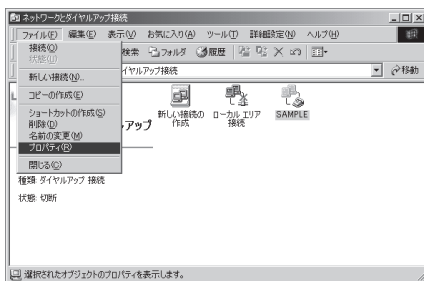 ネットワークとダイヤルアップ接続
ファイル(F) 編集(E) 表示(V) お気に入り(A) ツール(T) 詳細設定(N) ヘルプ(H)
接続(O)
状態(U)
新しい接続(N)...
コピーの作成(E)
ショートカットの作成(S)
削除(D)
名前の変更(M)
プロパティ(R)
閉じる(C)
検索 フォルダ 履歴
イヤルアップ接続
移動
ルアップ
新しい接続の作成
ローカル エリア接続
SAMPLE
種類: ダイヤルアップ 接続
状態: 切断
選択されたオブジェクトのプロパティを表示します。